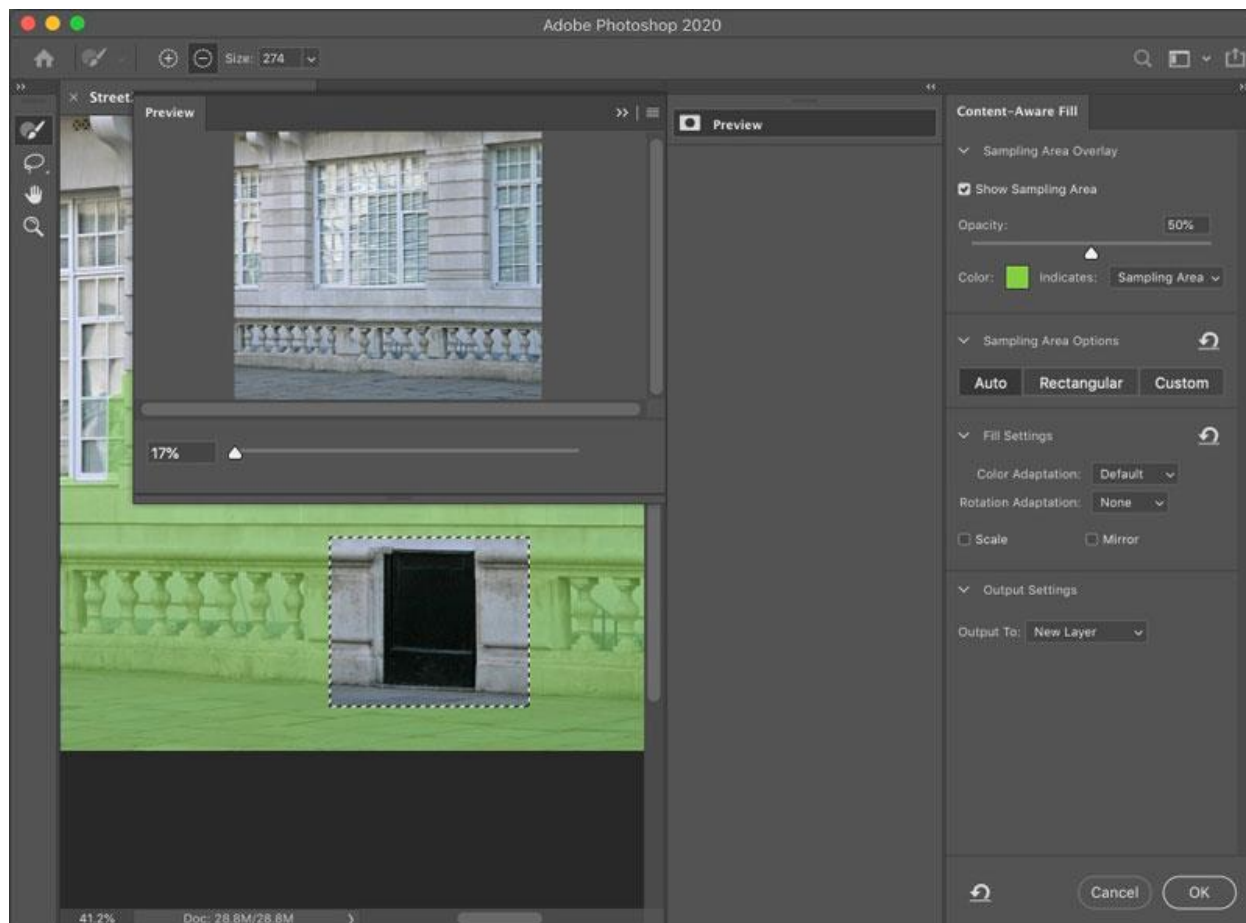 Adobe Photoshop 2020
Size: 274
Street
Preview
17%
41.2%
Doc: 28.8M/28.8M
Preview
Content-Aware Fill
Sampling Area Overlay
Show Sampling Area
Opacity: 50%
Color: Indicates: Sampling Area
Sampling Area Options
Auto Rectangular Custom
Fill Settings
Color Adaptation: Default
Rotation Adaptation: None
Scale Mirror
Output Settings
Output To: New Layer
Cancel OK